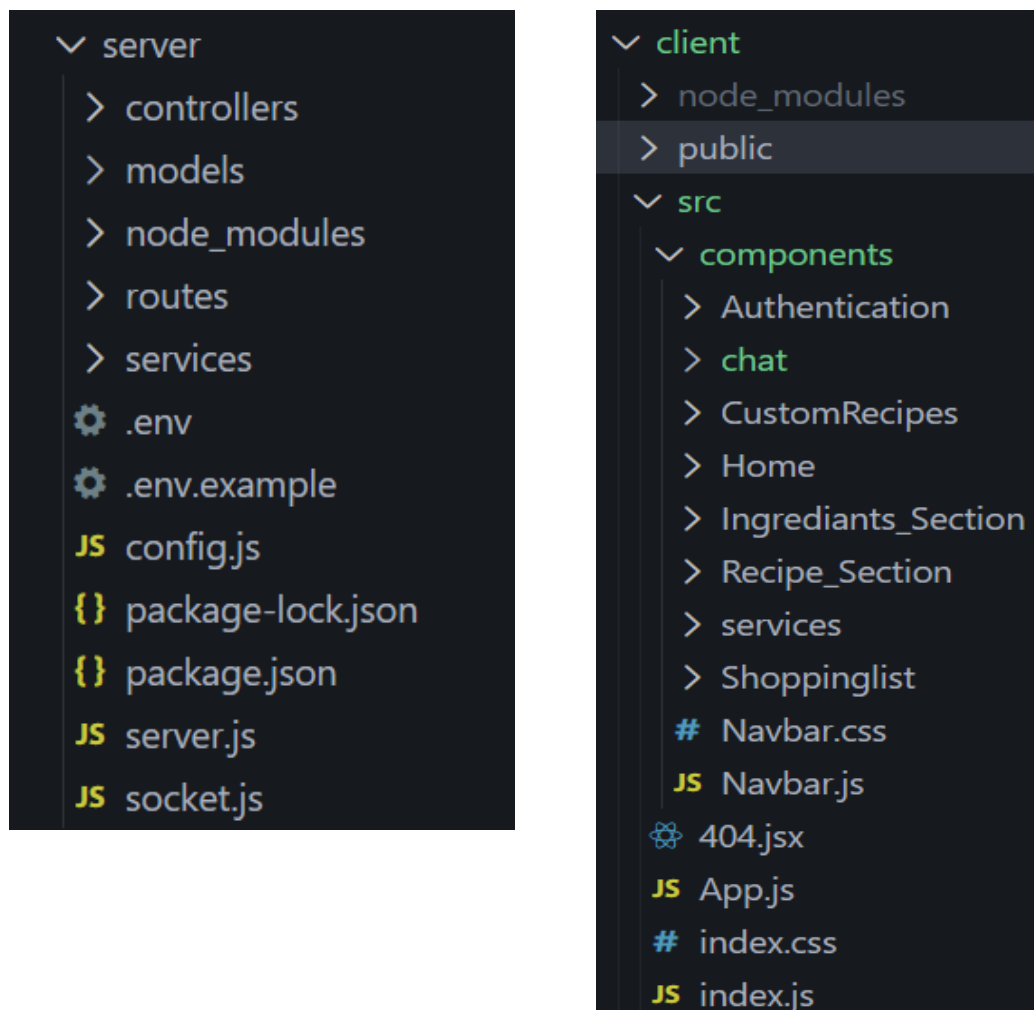 server
controllers
models
node_modules
routes
services
.env
.env.example
JS config.js
{} package-lock.json
{} package.json
JS server.js
JS socket.js
client
node_modules
public
src
components
Authentication
chat
CustomRecipes
Home
Ingrediants_Section
Recipe_Section
services
Shoppinglist
# Navbar.css
JS Navbar.js
404.jsx
JS App.js
# index.css
JS index.js